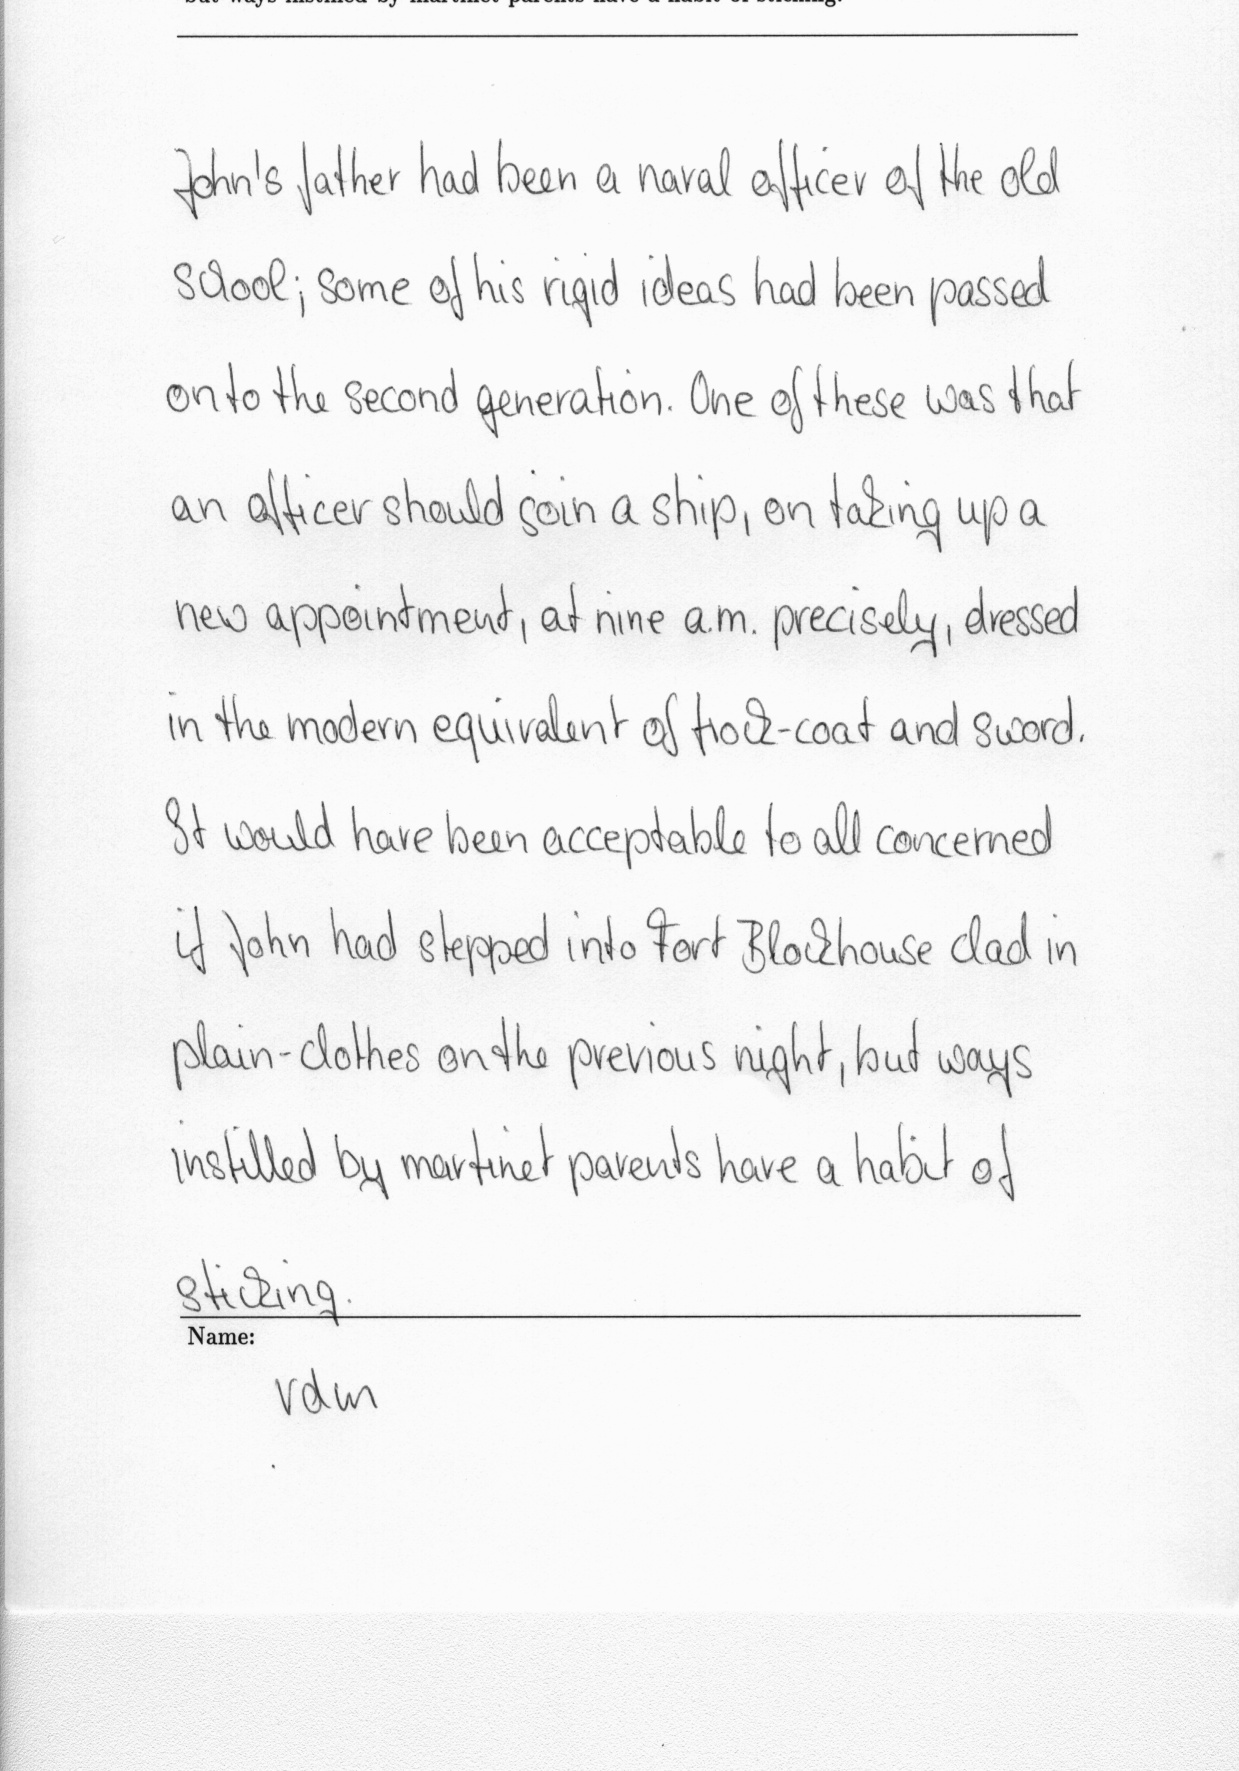 but ways instilled by martinet parents have a habit of sticking.
John's father had been a naval officer of the old
school; some of his rigid ideas had been passed
on to the second generation. One of these was that
an officer should join a ship, on taking up a
new appointment, at nine a.m. precisely, dressed
in the modern equivalent of frock-coat and sword.
It would have been acceptable to all concerned
if John had stepped into Fort Blockhouse clad in
plain-clothes on the previous night, but ways
instilled by martinet parents have a habit of
sticking.
Name:
vdm